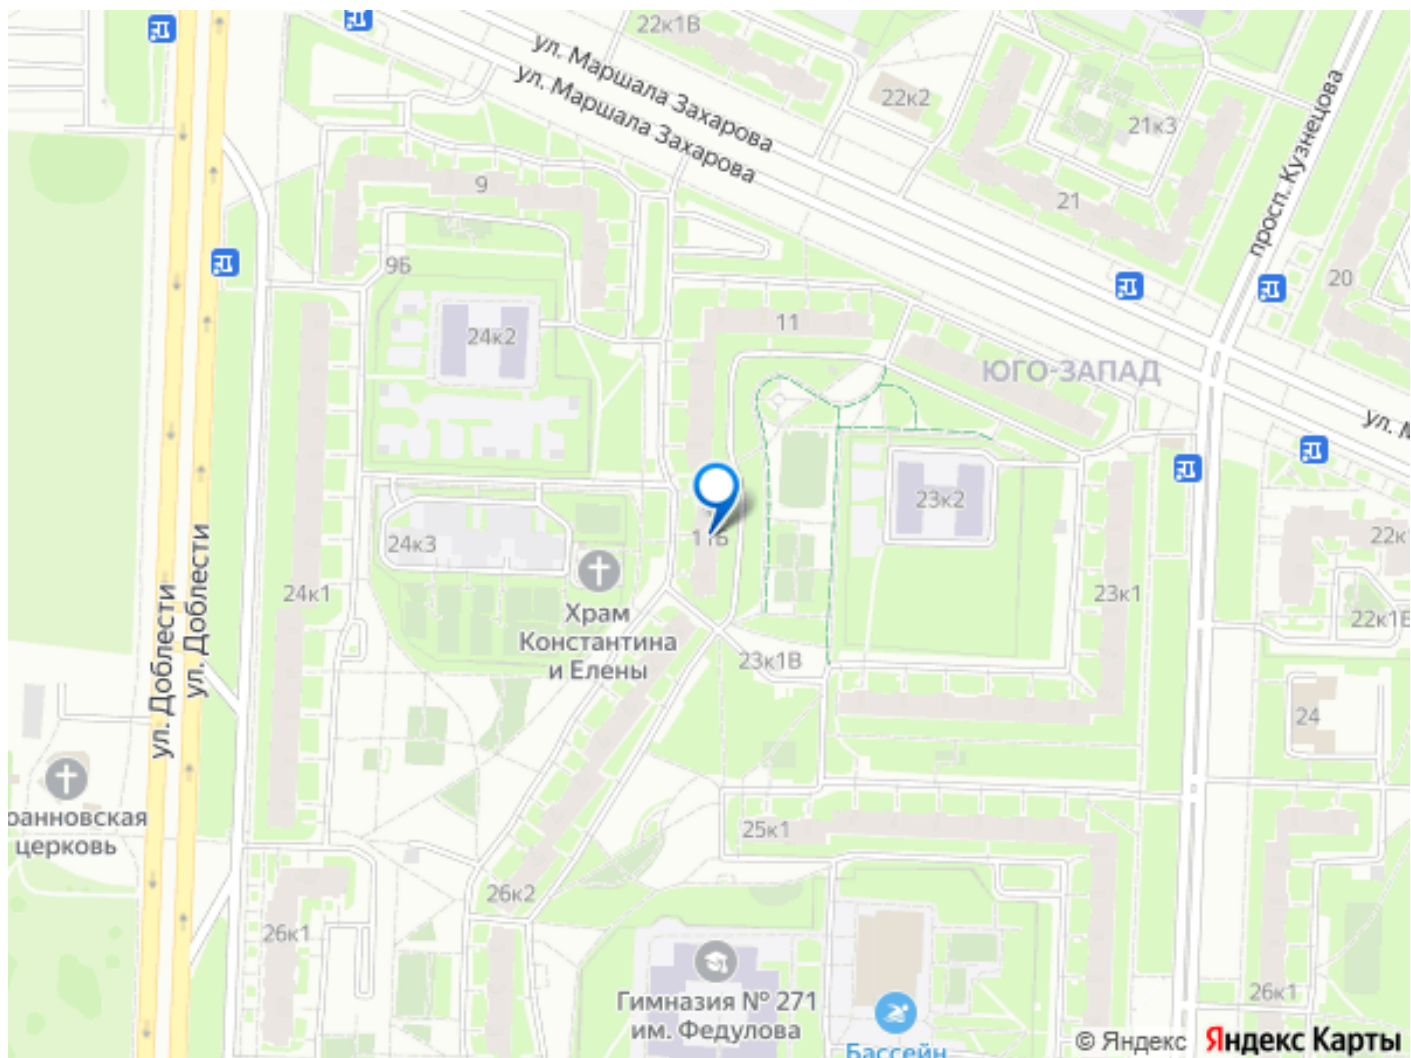 22к1В
ул. Маршала Захарова
ул. Маршала Захарова
22к2
21к3
просп. Кузнецова
9
21
9Б
20
11
24к2
ЮГО-ЗАПАД
ул. М
23к2
24к3
11Б
22к1
24к1
23к1
Храм
Константина
и Елены
22к1В
23к1В
ул. Доблести
ул. Доблести
24
оанновская
церковь
25к1
26к2
26к1
26к1
Гимназия № 271
им. Федулова
Бассейн
© Яндекс Яндекс Карты